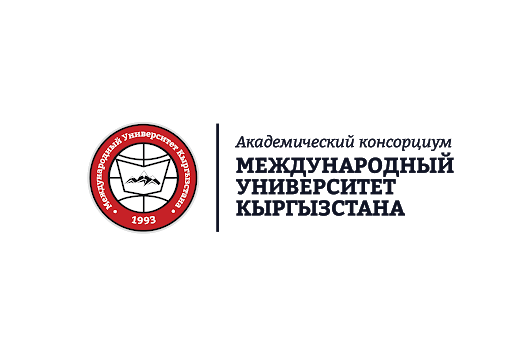 • Международный Университет Кыргызстана •
1993
Академический консорциум
МЕЖДУНАРОДНЫЙ
УНИВЕРСИТЕТ
КЫРГЫЗСТАНА